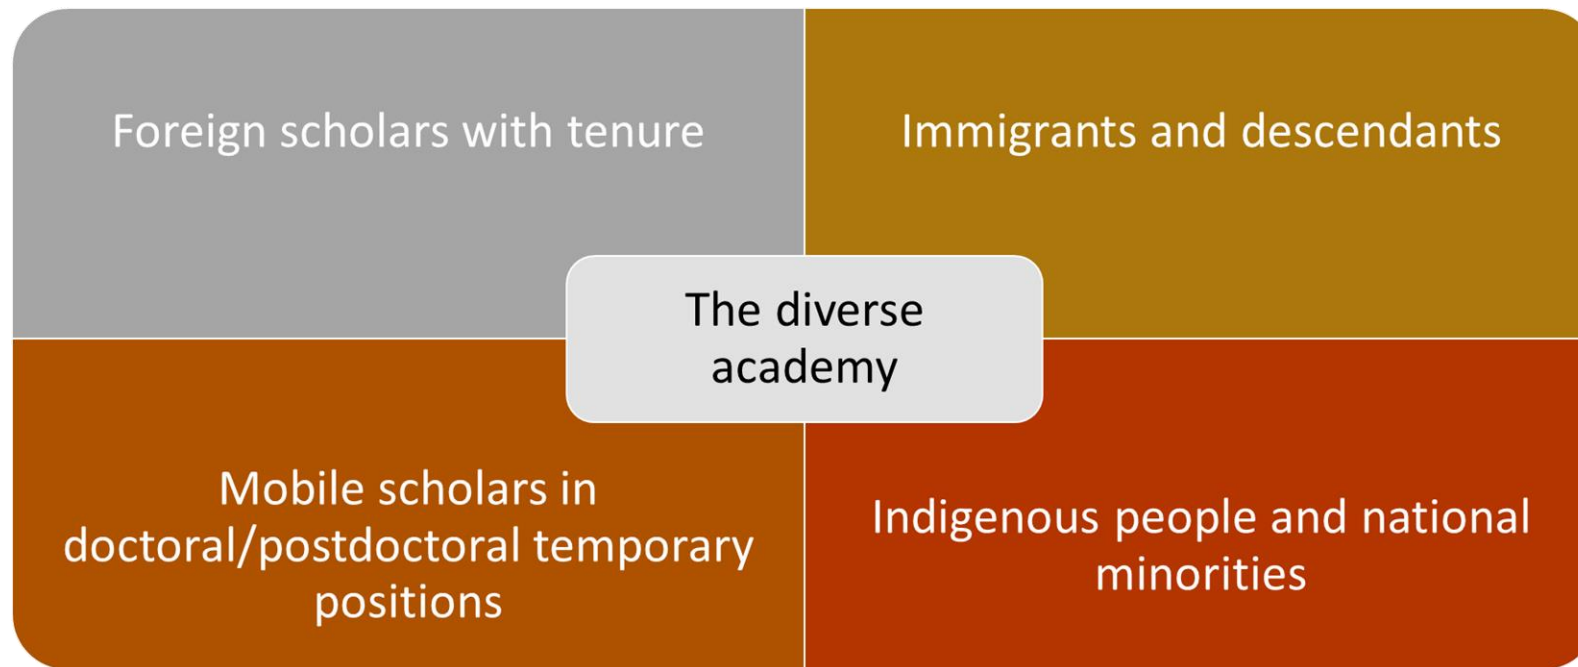 Foreign scholars with tenure
Immigrants and descendants
The diverse
academy
Mobile scholars in
doctoral/postdoctoral temporary
positions
Indigenous people and national
minorities